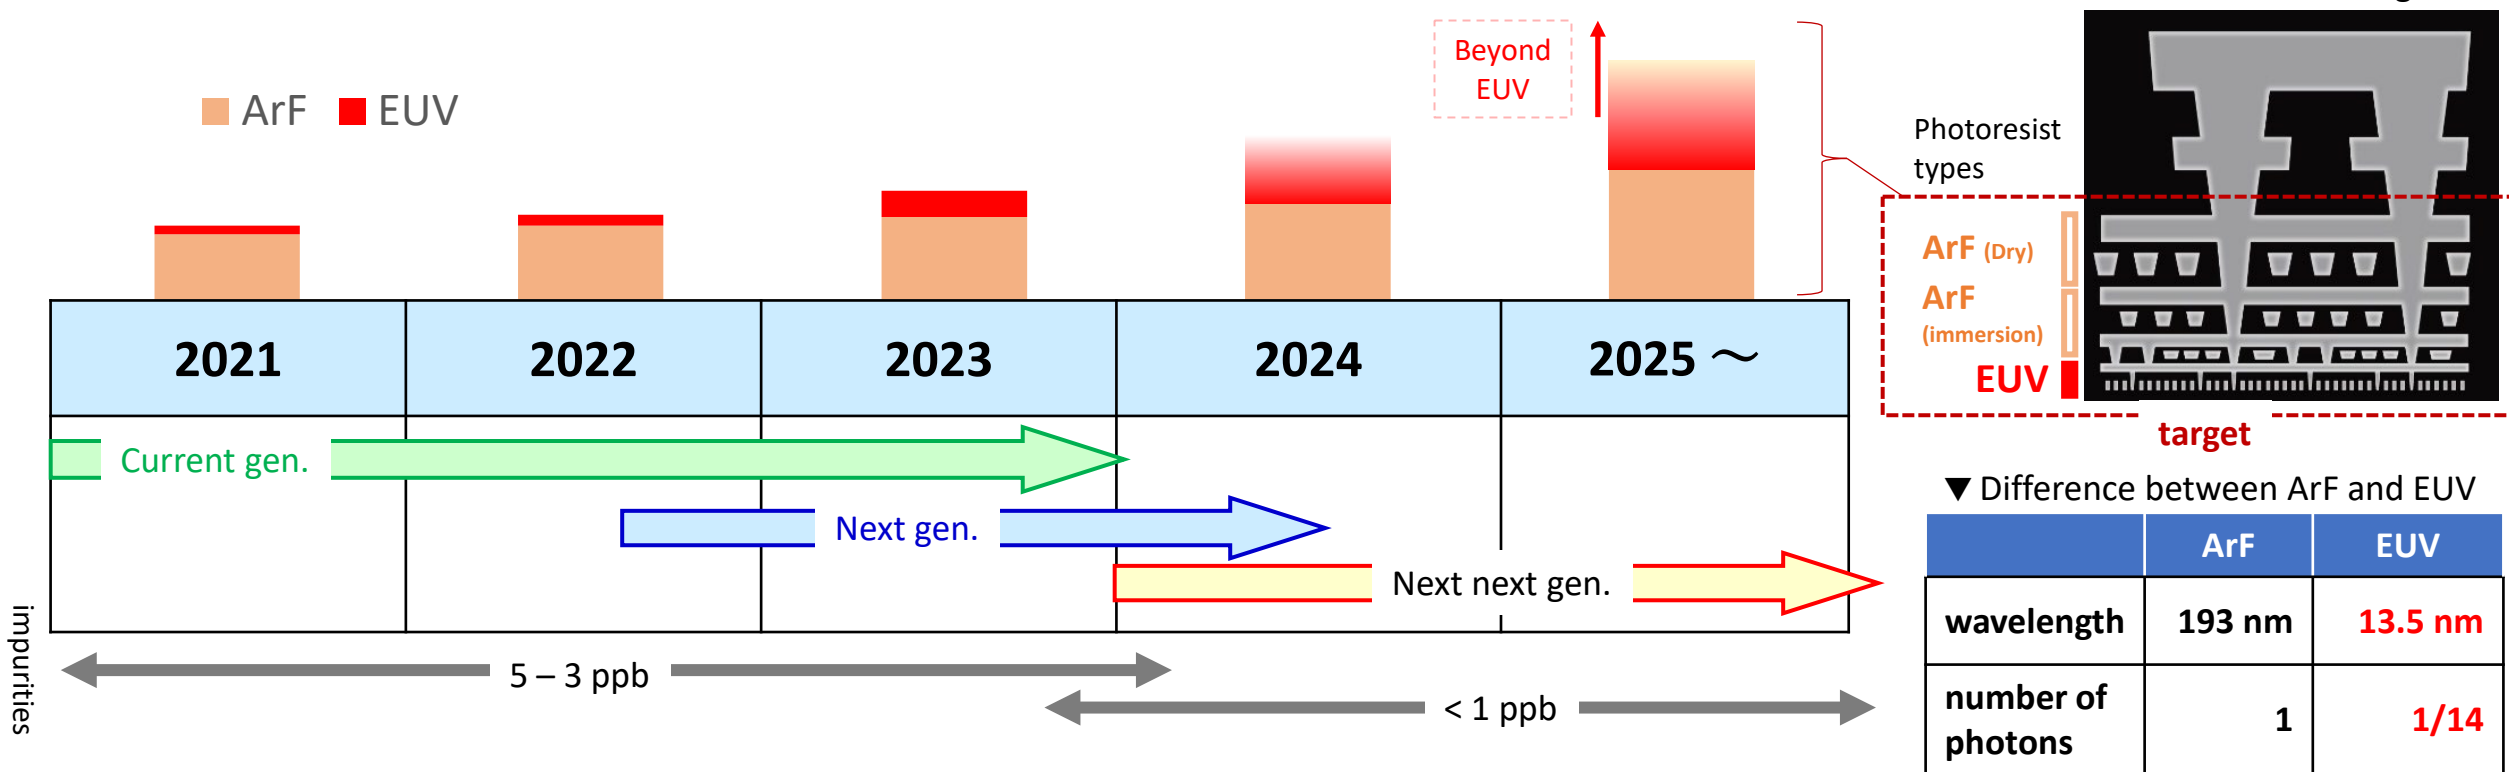 ArF EUV
Beyond
EUV
2021 2022 2023 2024 2025 ～
Current gen.
Next gen.
Next next gen.
impurities
5 – 3 ppb
< 1 ppb
Photoresist
types
ArF (Dry)
ArF
(immersion)
EUV
target
▼ Difference between ArF and EUV
ArF EUV
wavelength 193 nm 13.5 nm
number of
photons 1 1/14